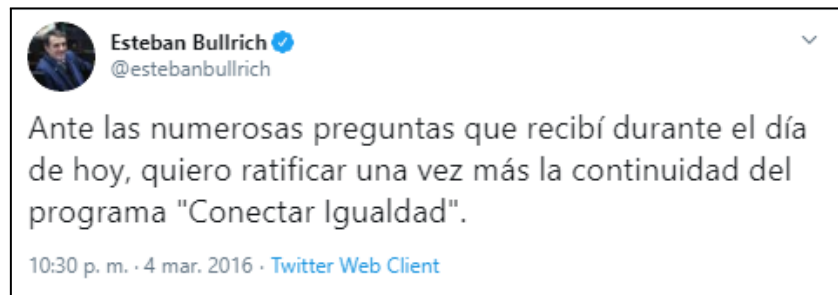 Esteban Bullrich
@estebanbullrich
Ante las numerosas preguntas que recibí durante el día
de hoy, quiero ratificar una vez más la continuidad del
programa "Conectar Igualdad".
10:30 p. m. · 4 mar. 2016 · Twitter Web Client